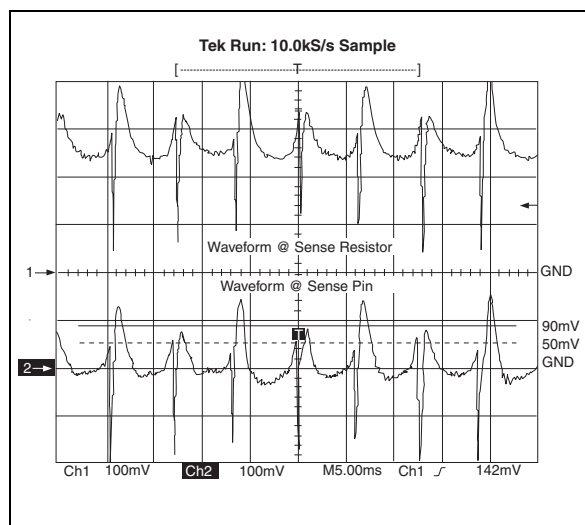 Tek Run: 10.0kS/s Sample
T
Waveform @ Sense Resistor
1 GND
Waveform @ Sense Pin
90mV
T
50mV
2 GND
Ch1 100mV Ch2 100mV M5.00ms Ch1 142mV